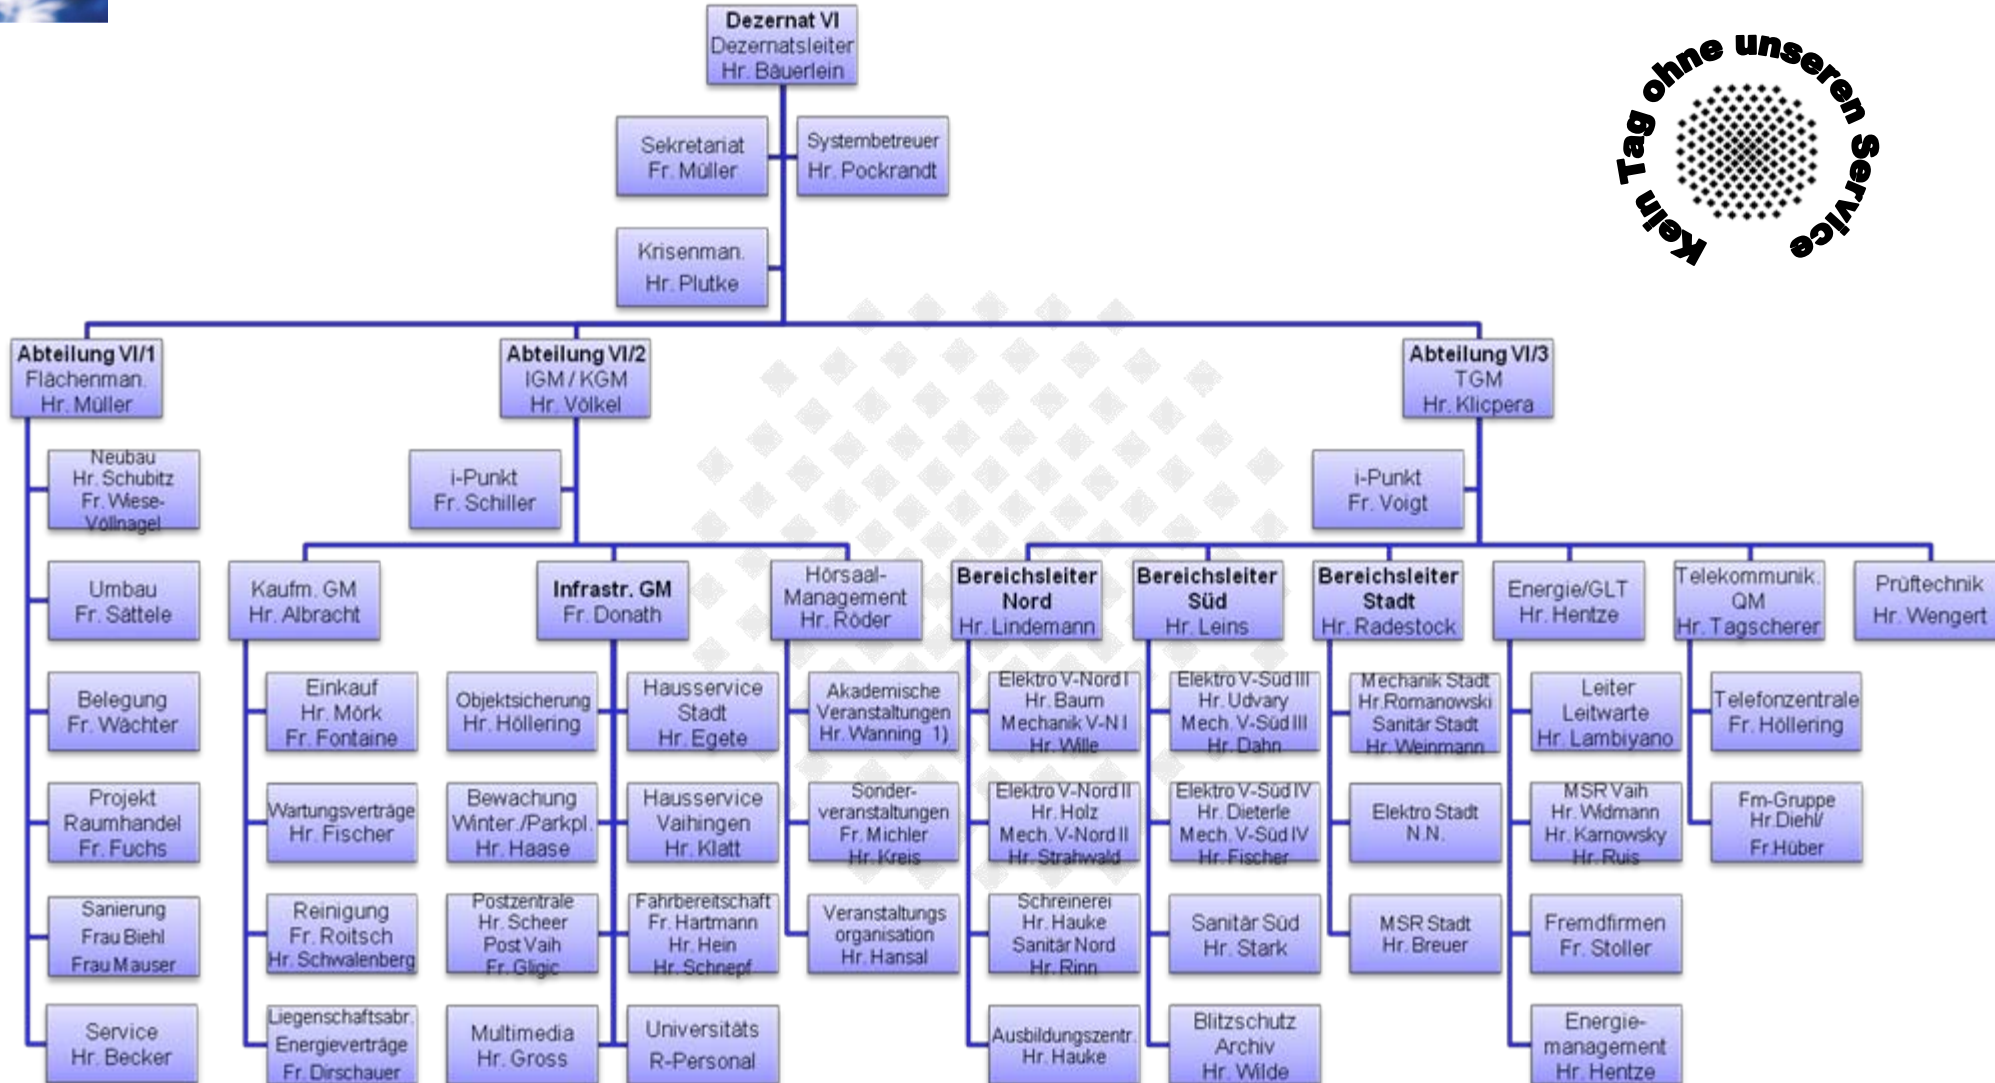 Dezernat VI
Dezernatsleiter
Hr. Bäuerlein
Kein Tag ohne unseren Service
Sekretariat
Fr. Müller
Systembetreuer
Hr. Pockrandt
Krisenman.
Hr. Plutke
Abteilung VI/1
Flächenman.
Hr. Müller
Abteilung VI/2
IGM / KGM
Hr. Völkel
Abteilung VI/3
TGM
Hr. Klicpera
Neubau
Hr. Schubitz
Fr. Wiese-
Vollnagel
Umbau
Fr. Sättele
Belegung
Fr. Wächter
Projekt
Raumhandel
Fr. Fuchs
Sanierung
Frau Biehl
Frau Mauser
Service
Hr. Becker
i-Punkt
Fr. Schiller
Kaufm. GM
Hr. Albracht
Einkauf
Hr. Mörk
Fr. Fontaine
Wartungsverträge
Hr. Fischer
Reinigung
Fr. Roitsch
Hr. Schwalenberg
Liegenschaftsabr.
Energieverträge
Fr. Dirschauer
Infrastr. GM
Fr. Donath
Objektsicherung
Hr. Höllering
Hausservice
Stadt
Hr. Egete
Bewachung
Winter./Parkpl.
Hr. Haase
Hausservice
Vaihingen
Hr. Klatt
Postzentrale
Hr. Scheer
Post Vaih
Fr. Gligic
Fahrbereitschaft
Fr. Hartmann
Hr. Hein
Hr. Schnepf
Multimedia
Hr. Gross
Universitäts
R-Personal
Hörsaal-
Management
Hr. Röder
Akademische
Veranstaltungen
Hr. Wanning 1)
Sonder-
veranstaltungen
Fr. Michler
Hr. Kreis
Veranstaltungs
organisation
Hr. Hansal
i-Punkt
Fr. Voigt
Bereichsleiter
Nord
Hr. Lindemann
Elektro V-Nord I
Hr. Baum
Mechanik V-N I
Hr. Wille
Elektro V-Nord II
Hr. Holz
Mech. V-Nord II
Hr. Strahwald
Schreinerei
Hr. Hauke
Sanitär Nord
Hr. Rinn
Ausbildungszentr.
Hr. Hauke
Bereichsleiter
Süd
Hr. Leins
Elektro V-Süd III
Hr. Udvary
Mech. V-Süd III
Hr. Dahn
Elektro V-Süd IV
Hr. Dieterle
Mech. V-Süd IV
Hr. Fischer
Sanitär Süd
Hr. Stark
Blitzschutz
Archiv
Hr. Wilde
Bereichsleiter
Stadt
Hr. Radestock
Mechanik Stadt
Hr.Romanowski
Sanitär Stadt
Hr. Weinmann
Elektro Stadt
N.N.
MSR Stadt
Hr. Breuer
Energie/GLT
Hr. Hentze
Leiter
Leitwarte
Hr. Lambiyano
MSR Vaih
Hr. Widmann
Hr. Karnowsky
Hr. Ruis
Fremdfirmen
Fr. Stoller
Energie-
management
Hr. Hentze
Telekommunik.
QM
Hr. Tagscherer
Telefonzentrale
Fr. Höllering
Fm-Gruppe
Hr.Diehl/
Fr.Huber
Prüftechnik
Hr. Wengert